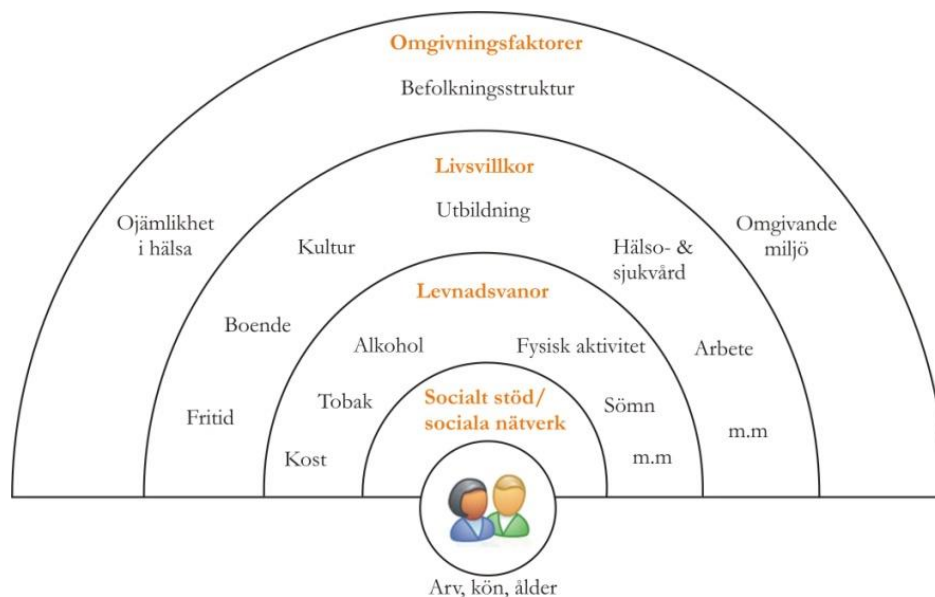 Omgivningsfaktorer
Befolkningsstruktur
Ojämlikhet
i hälsa
Omgivande
miljö
Livsvillkor
Utbildning
Kultur
Hälso- &
sjukvård
Boende
Arbete
Fritid
m.m
Levnadsvanor
Alkohol
Fysisk aktivitet
Tobak
Sömn
Kost
m.m
Socialt stöd/
sociala nätverk
Arv, kön, ålder